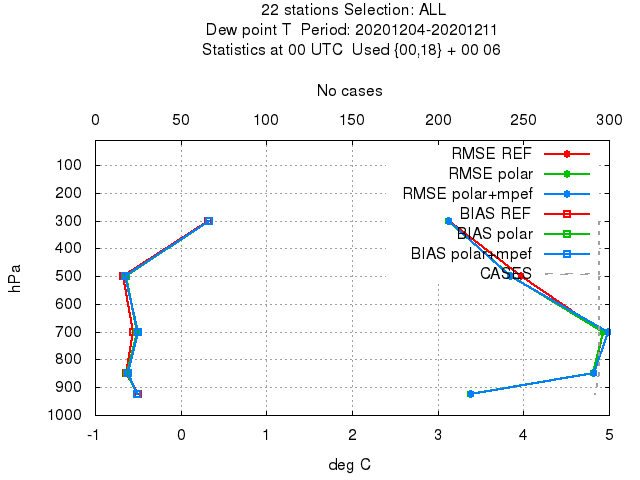 22 stations Selection: ALL
Dew point T  Period: 20201204-20201211
Statistics at 00 UTC  Used {00,18} + 00 06
No cases
0 50 100 150 200 250 300
RMSE REF
RMSE polar
RMSE polar+mpef
BIAS REF
BIAS polar
BIAS polar+mpef
CASES
100
200
300
400
500
600
700
800
900
1000
hPa
-1 0 1 2 3 4 5
deg C